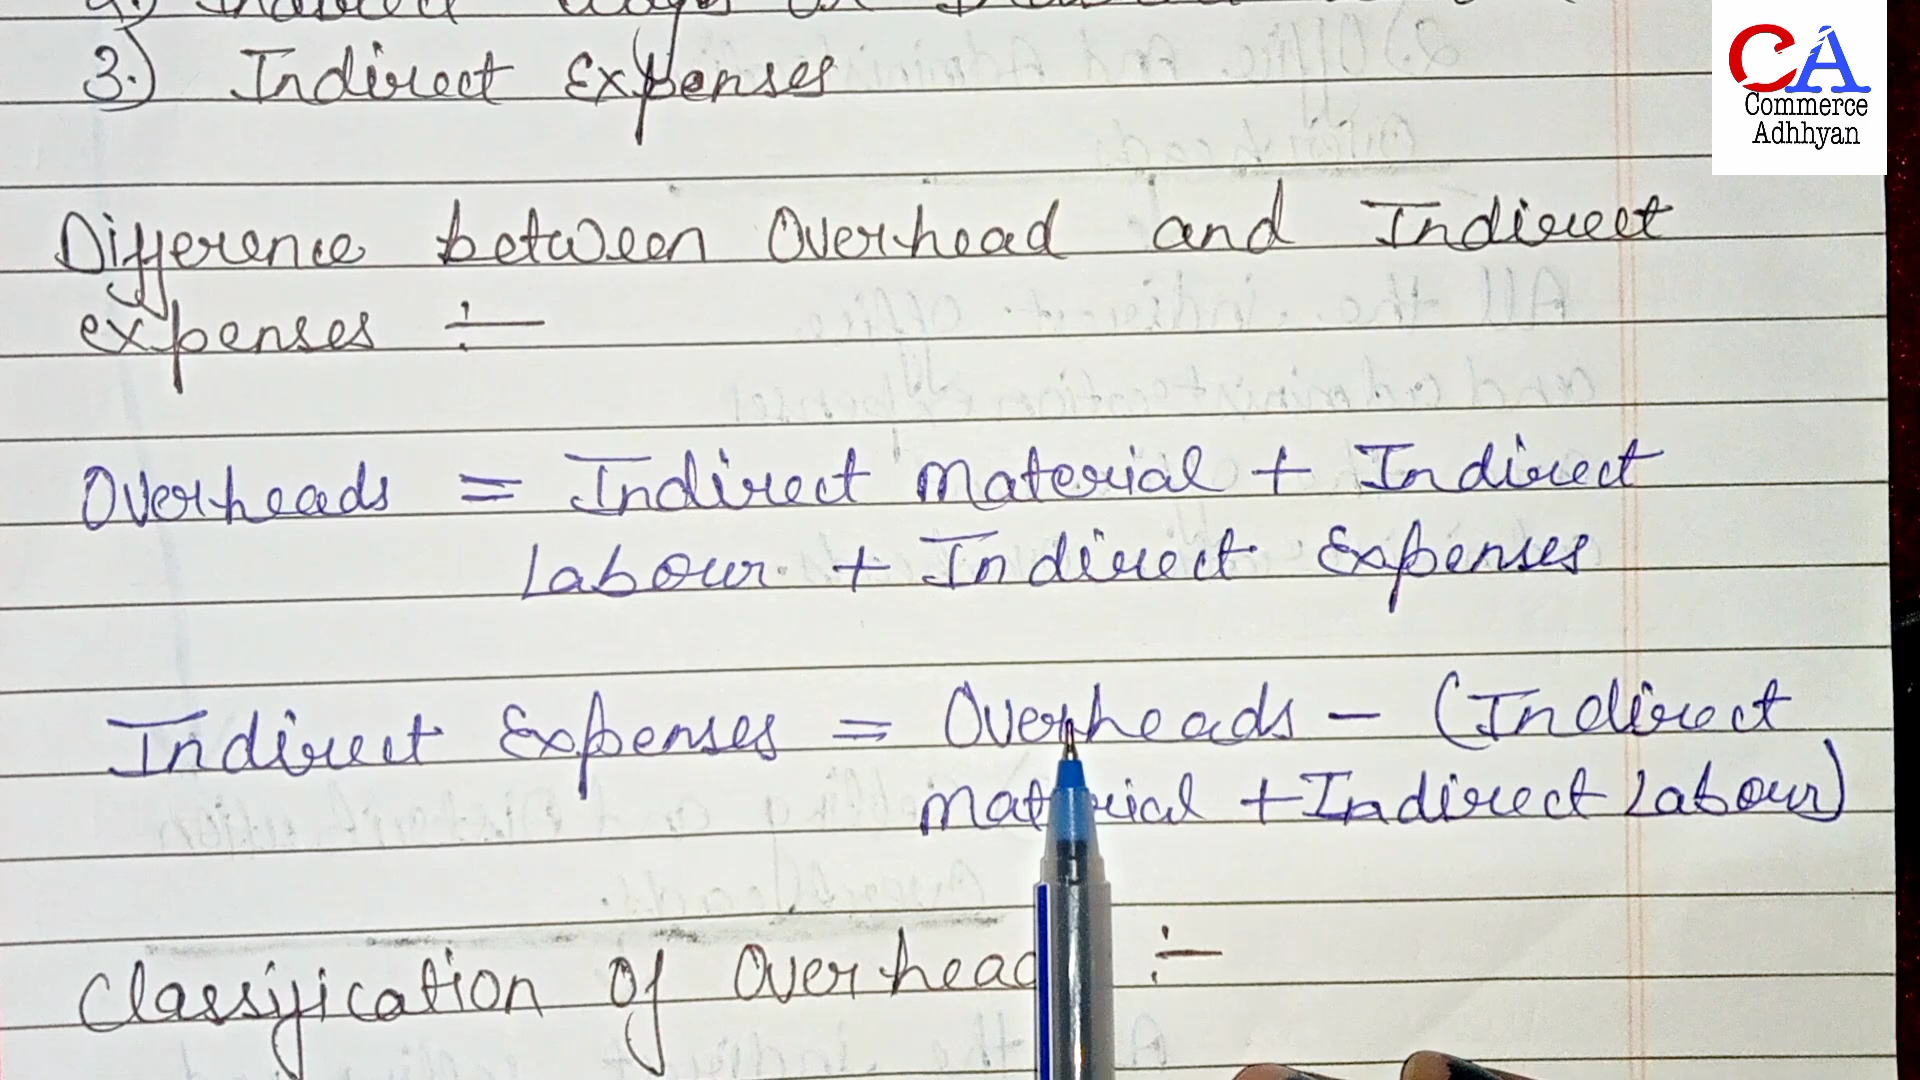 3.) Indirect Expenses
CA
Commerce
Adhhyan
Difference between Overhead and Indirect
expenses :-
Overheads = Indirect Material + Indirect
Labour + Indirect Expenses
Indirect Expenses = Overheads - (Indirect
Material + Indirect Labour)
Classification of Overhead :-